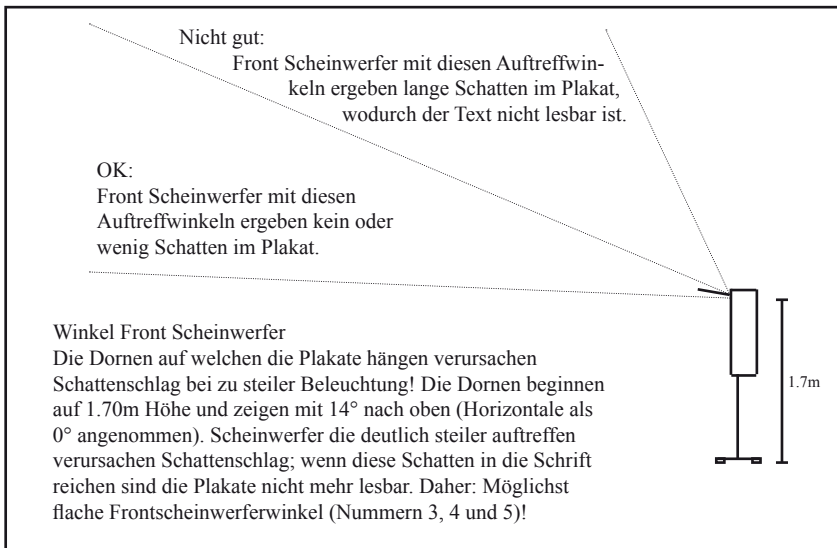 Nicht gut:
Front Scheinwerfer mit diesen Auftreffwin-
keln ergeben lange Schatten im Plakat,
wodurch der Text nicht lesbar ist.
OK:
Front Scheinwerfer mit diesen
Auftreffwinkeln ergeben kein oder
wenig Schatten im Plakat.
Winkel Front Scheinwerfer
Die Dornen auf welchen die Plakate hängen verursachen
Schattenschlag bei zu steiler Beleuchtung! Die Dornen beginnen
auf 1.70m Höhe und zeigen mit 14° nach oben (Horizontale als
0° angenommen). Scheinwerfer die deutlich steiler auftreffen
verursachen Schattenschlag; wenn diese Schatten in die Schrift
reichen sind die Plakate nicht mehr lesbar. Daher: Möglichst
flache Frontscheinwerferwinkel (Nummern 3, 4 und 5)!
1.7m